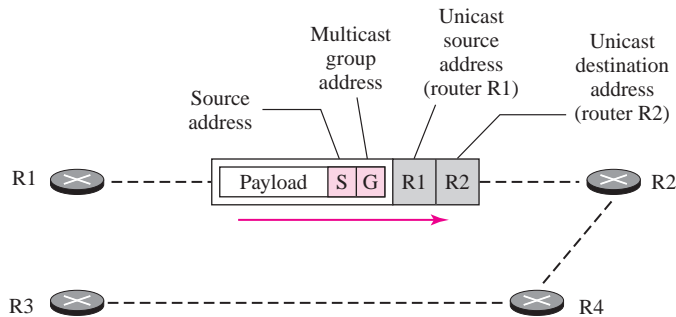 Multicast
group
address
Unicast
source
address
(router R1)
Unicast
destination
address
(router R2)
Source
address
R1
Payload
S
G
R1
R2
R2
R3
R4